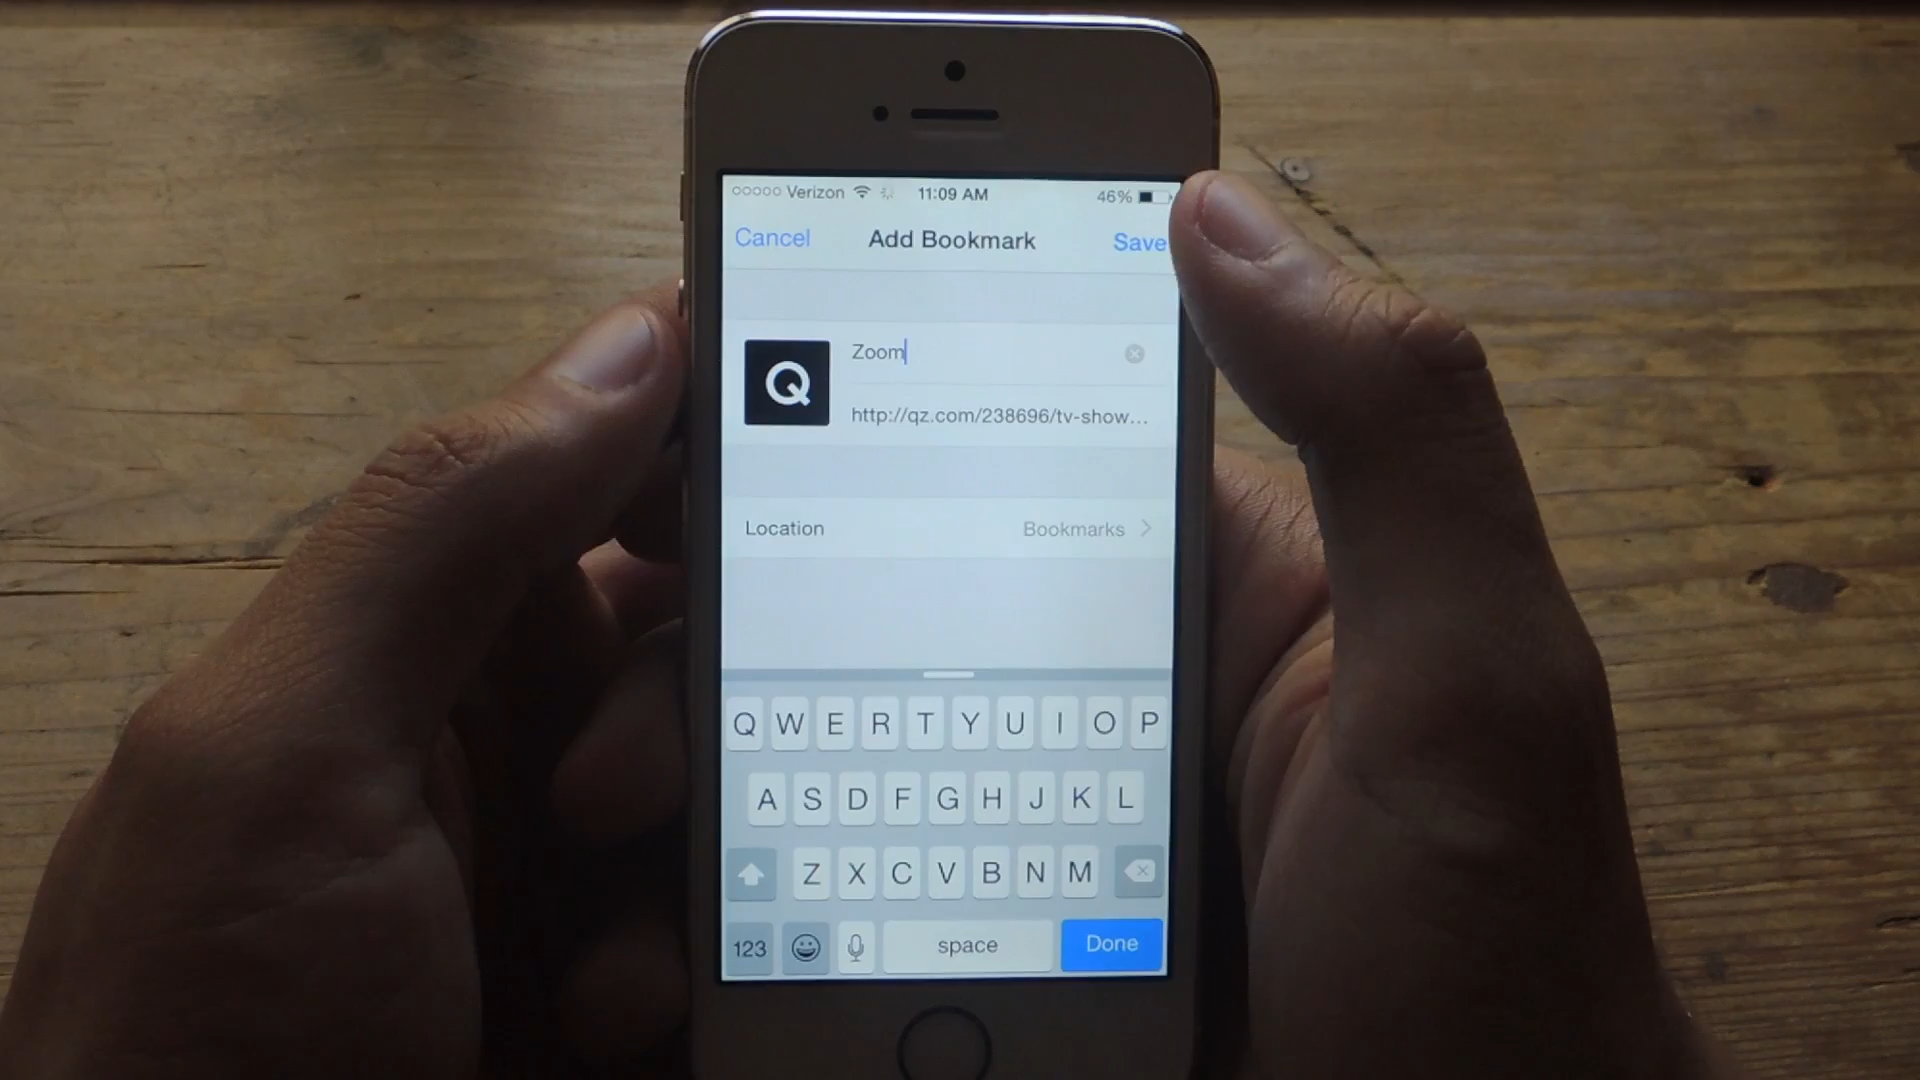 Verizon 11:09 AM 46%
Cancel Add Bookmark Save
Q
Zoom
http://qz.com/238696/tv-show...
Location Bookmarks
Q W E R T Y U I O P
A S D F G H J K L
Z X C V B N M
123 space Done